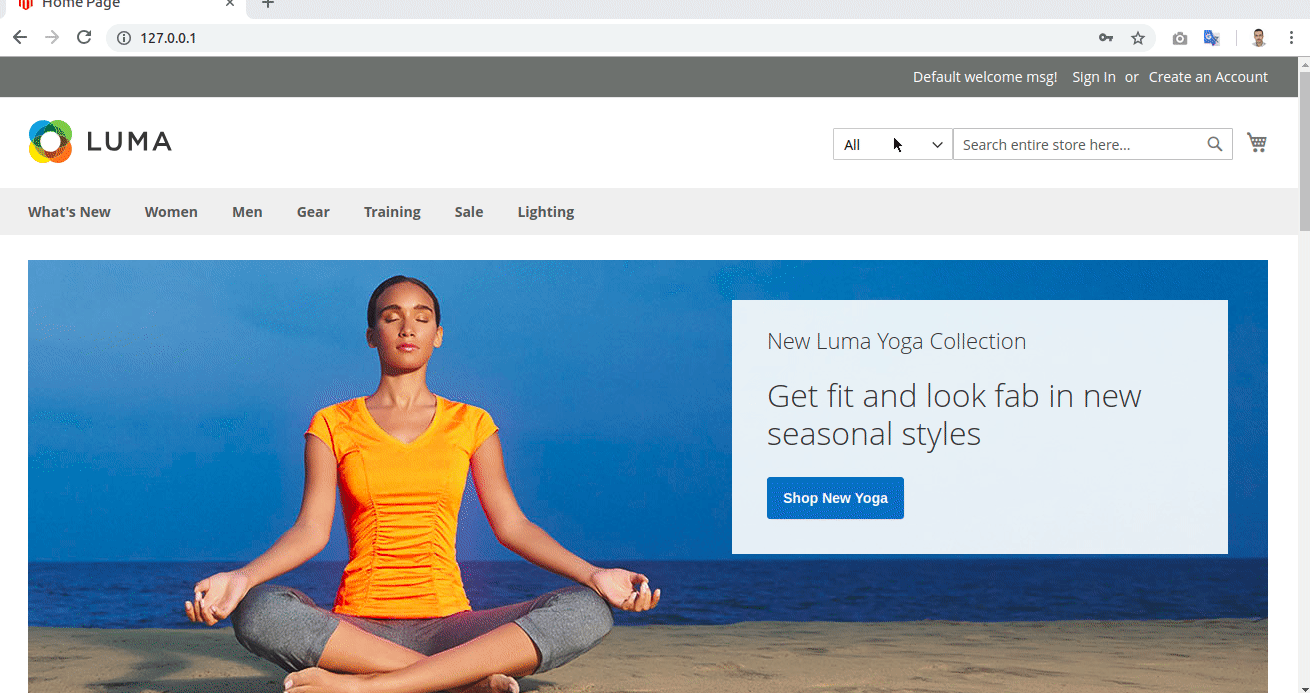 Home Page
127.0.0.1
Default welcome msg! Sign In or Create an Account
LUMA
All
Search entire store here...
What's New Women Men Gear Training Sale Lighting
New Luma Yoga Collection
Get fit and look fab in new
seasonal styles
Shop New Yoga